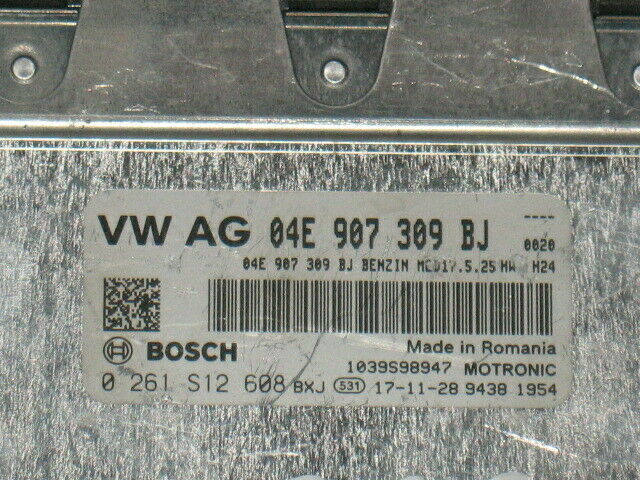 VW AG 04E 907 309 BJ ----
0020
04E 907 309 BJ BENZIN MED17.5.25 HW H24
BOSCH Made in Romania
1039S98947 MOTRONIC
0 261 S12 608 BXJ 531 17-11-28 9438 1954